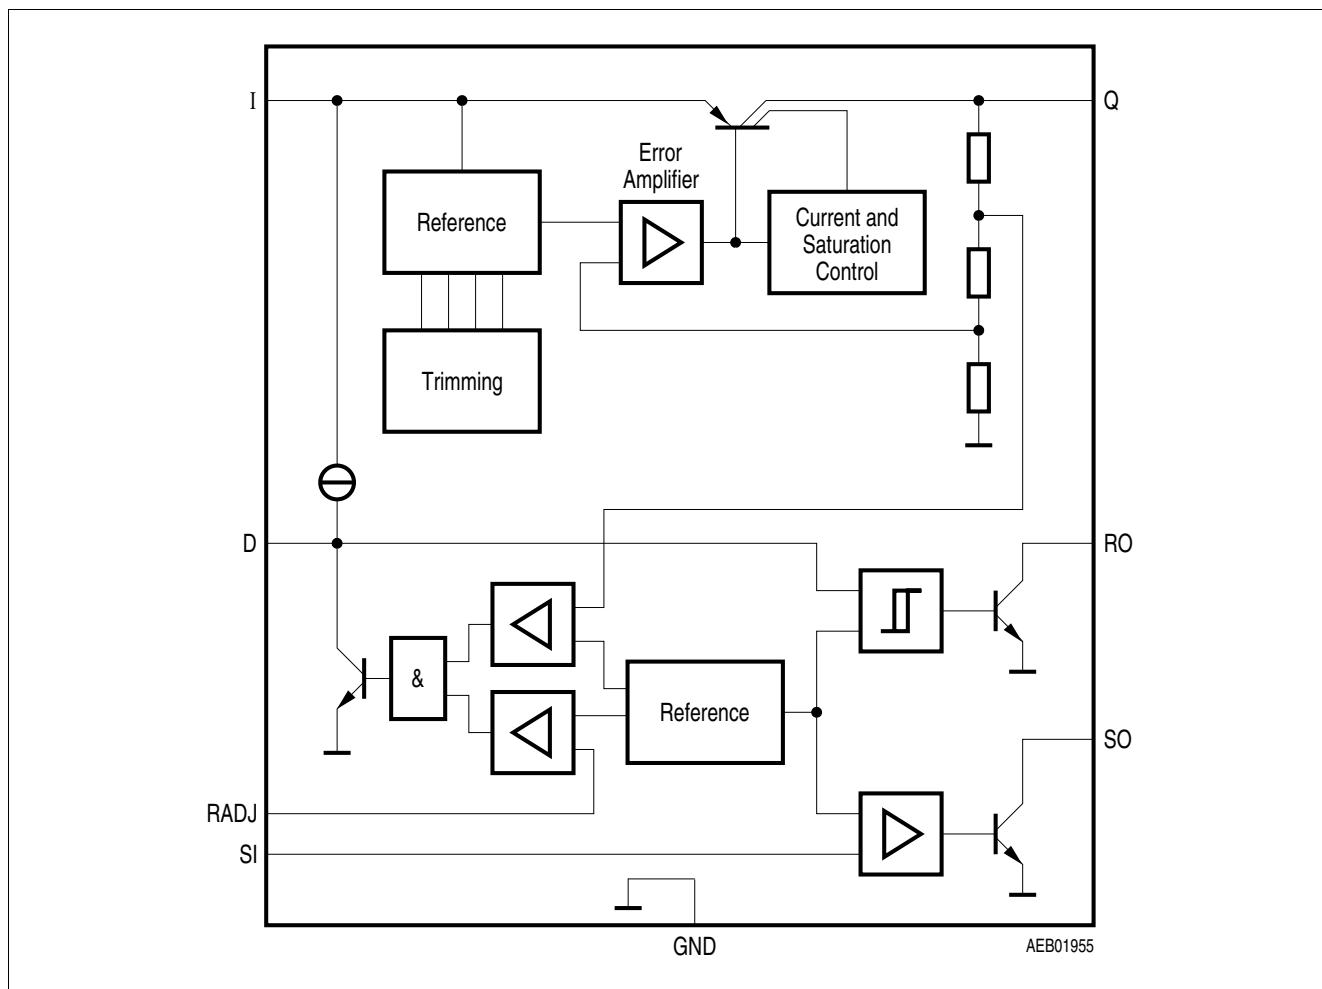 I
Q
Error
Amplifier
Reference
Current and
Saturation
Control
Trimming
D
RO
&
Reference
SO
RADJ
SI
GND
AEB01955